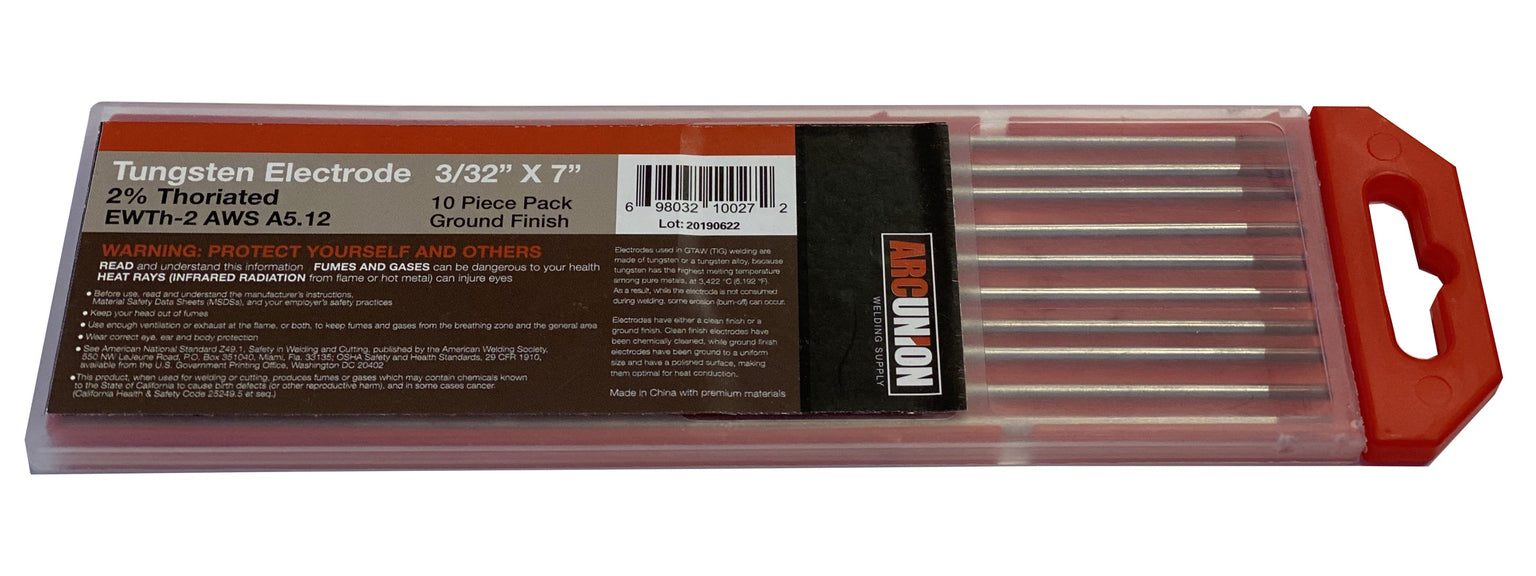 Tungsten Electrode 3/32” X 7”
2% Thoriated
EWTh-2 AWS A5.12
10 Piece Pack
Ground Finish
6 98032 10027 2
Lot: 20190622
WARNING: PROTECT YOURSELF AND OTHERS
READ and understand this information FUMES AND GASES can be dangerous to your health
HEAT RAYS (INFRARED RADIATION from flame or hot metal) can injure eyes
• Before use, read and understand the manufacturer's instructions,
Material Safety Data Sheets (MSDSs), and your employer's safety practices
• Keep your head out of fumes
• Use enough ventilation or exhaust at the flame, or both, to keep fumes and gases from the breathing zone and the general area
• Wear correct eye, ear and body protection
• See American National Standard Z49.1, Safety in Welding and Cutting, published by the American Welding Society,
550 NW LeJeune Road, P.O. Box 351040, Miami, Fla. 33135; OSHA Safety and Health Standards, 29 CFR 1910,
available from the U.S. Government Printing Office, Washington DC 20402
• This product, when used for welding or cutting, produces fumes or gases which may contain chemicals known
to the State of California to cause birth defects (or other reproductive harm), and in some cases cancer.
(California Health & Safety Code 25249.5 et seq.)
Electrodes used in GTAW (TIG) welding are
made of tungsten or a tungsten alloy, because
tungsten has the highest melting temperature
among pure metals, at 3,422 °C (6,192 °F).
As a result, while the electrode is not consumed
during welding, some erosion (burn-off) can occur.
Electrodes have either a clean finish or a
ground finish. Clean finish electrodes have
been chemically cleaned, while ground finish
electrodes have been ground to a uniform
size and have a polished surface, making
them optimal for heat conduction.
Made in China with premium materials
ARCUNION
WELDING SUPPLY